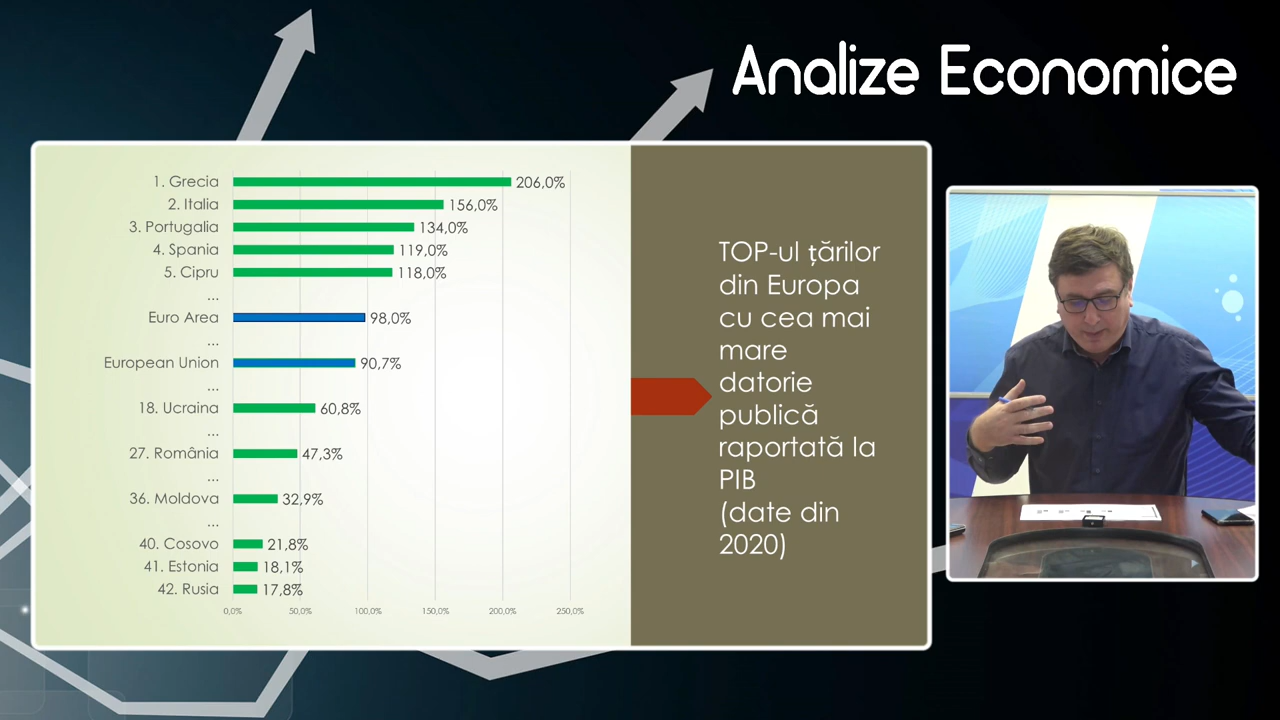 Analize Economice
1. Grecia 206,0%
2. Italia 156,0%
3. Portugalia 134,0%
4. Spania 119,0%
5. Cipru 118,0%
...
Euro Area 98,0%
...
European Union 90,7%
...
18. Ucraina 60,8%
...
27. România 47,3%
...
36. Moldova 32,9%
...
40. Cosovo 21,8%
41. Estonia 18,1%
42. Rusia 17,8%
0,0% 50,0% 100,0% 150,0% 200,0% 250,0%
TOP-ul țărilor
din Europa
cu cea mai
mare
datorie
publică
raportată la
PIB
(date din
2020)